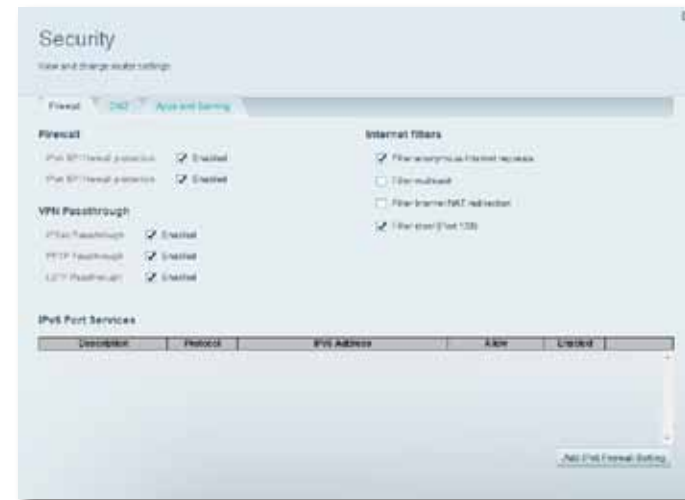 Security
View and change router settings
Firewall DMZ Apps and Gaming
Firewall
IPv6 SPI firewall protection Enabled
IPv4 SPI firewall protection Enabled
VPN Passthrough
IPSec Passthrough Enabled
PPTP Passthrough Enabled
L2TP Passthrough Enabled
Internet filters
Filter anonymous Internet requests
Filter multicast
Filter Internet NAT redirection
Filter ident (Port 113)
IPv6 Port Services
Description Protocol IPv6 Address Allow Enabled
Add IPv6 Firewall Setting